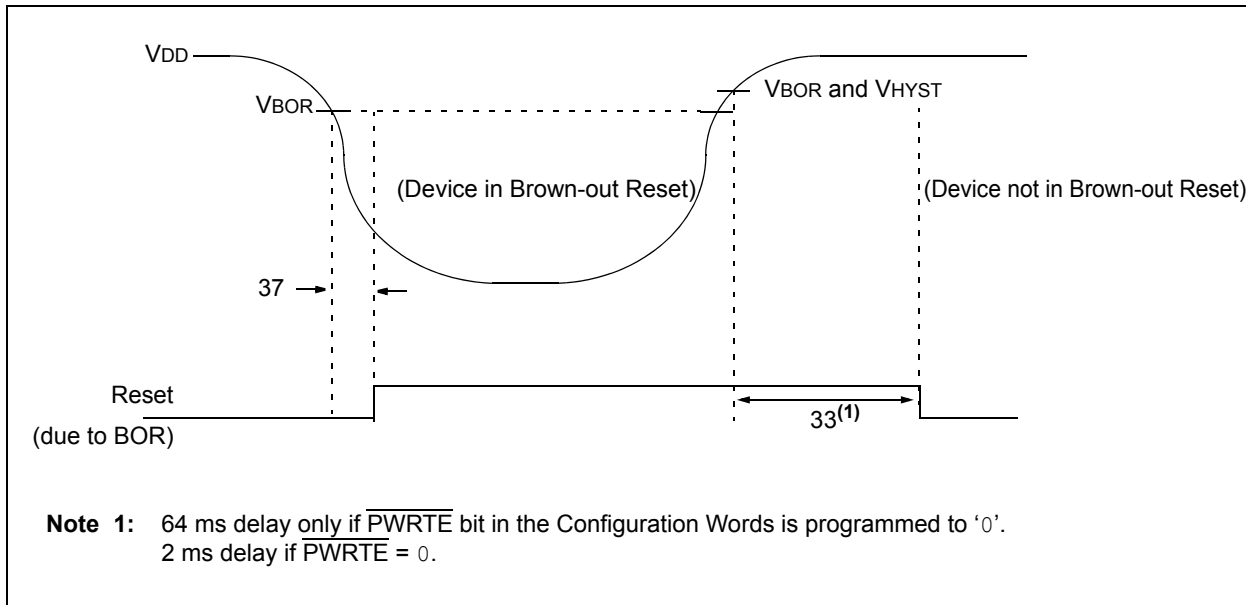 VDD
VBOR and VHYST
VBOR
(Device in Brown-out Reset)
(Device not in Brown-out Reset)
37
Reset
33(1)
(due to BOR)
Note 1: 64 ms delay only if P̅W̅R̅T̅E̅ bit in the Configuration Words is programmed to ‘0’.
2 ms delay if P̅W̅R̅T̅E̅ = 0.